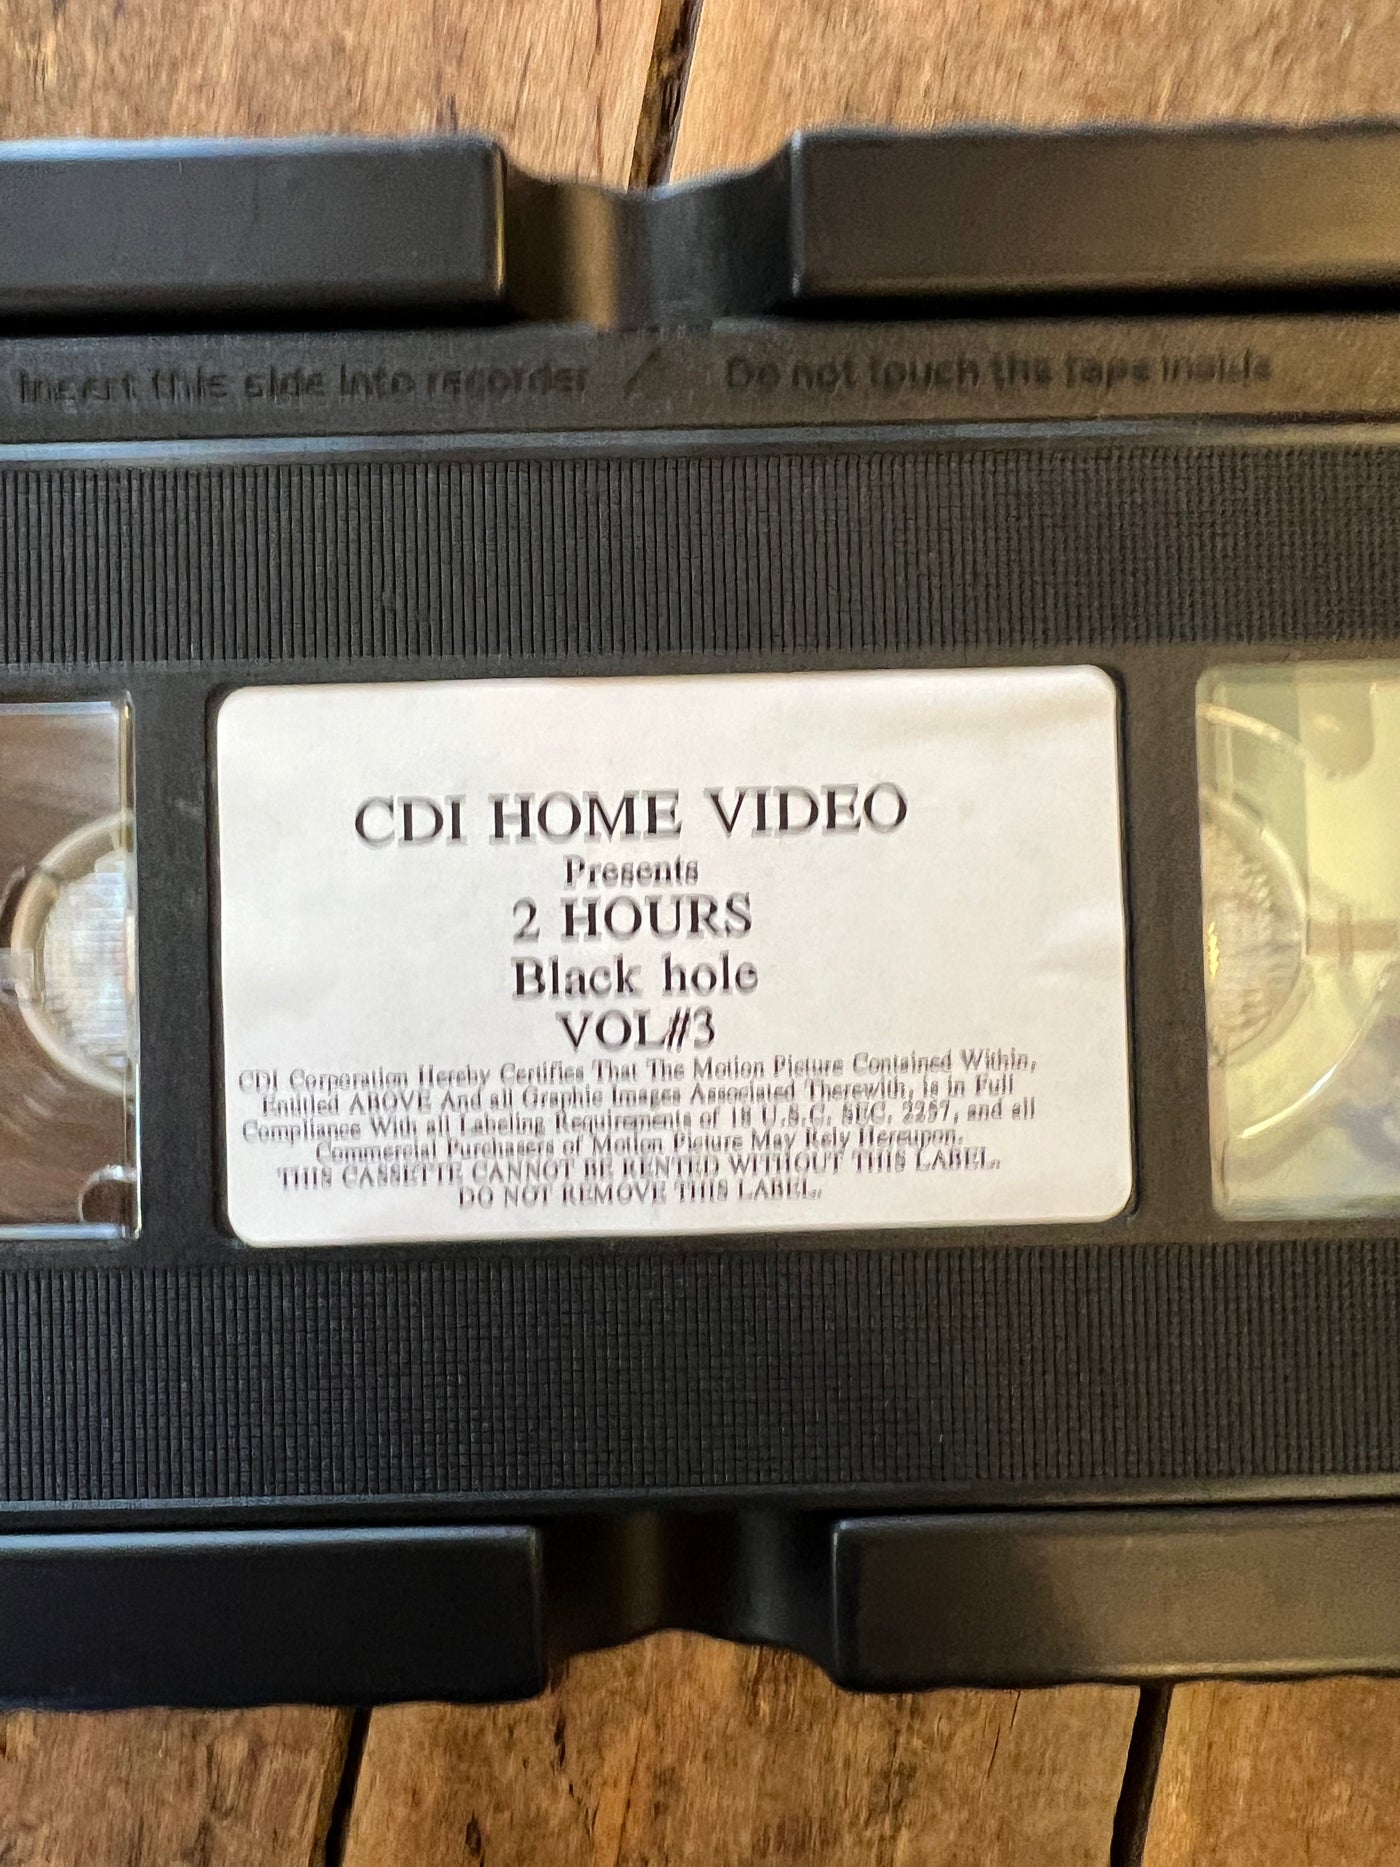 Insert this side into recorder / Do not touch the tape inside
CDI HOME VIDEO
Presents
2 HOURS
Black hole
VOL#3
CDI Corporation Hereby Certifies That The Motion Picture Contained Within,
Entitled ABOVE And all Graphic Images Associated Therewith, is in Full
Compliance With all Labeling Requirements of 18 U.S.C. SEC. 2257, and all
Commercial Purchasers of Motion Picture May Rely Hereupon.
THIS CASSETTE CANNOT BE RENTED WITHOUT THIS LABEL.
DO NOT REMOVE THIS LABEL.